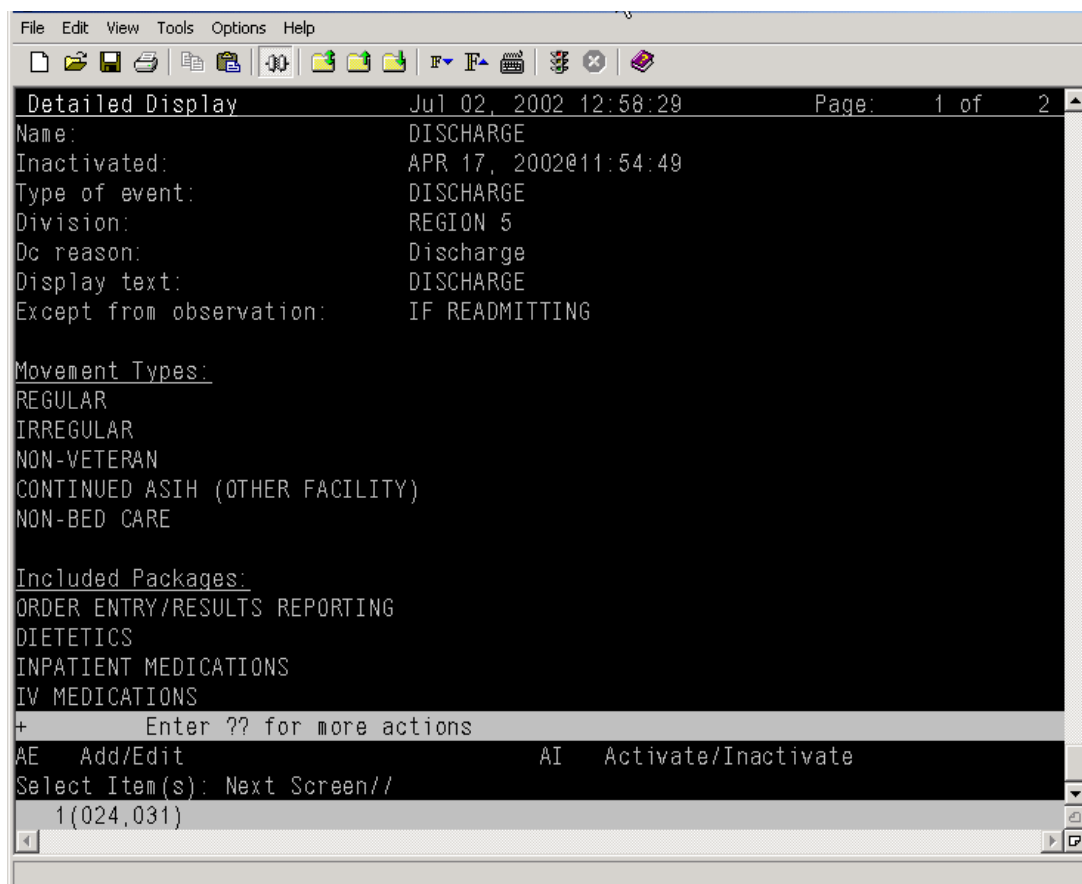 File Edit View Tools Options Help
Detailed Display Jul 02, 2002 12:58:29 Page: 1 of 2
Name: DISCHARGE
Inactivated: APR 17, 2002@11:54:49
Type of event: DISCHARGE
Division: REGION 5
Dc reason: Discharge
Display text: DISCHARGE
Except from observation: IF READMITTING
Movement Types:
REGULAR
IRREGULAR
NON-VETERAN
CONTINUED ASIH (OTHER FACILITY)
NON-BED CARE
Included Packages:
ORDER ENTRY/RESULTS REPORTING
DIETETICS
INPATIENT MEDICATIONS
IV MEDICATIONS
+ Enter ?? for more actions
AE Add/Edit AI Activate/Inactivate
Select Item(s): Next Screen//
1(024,031)